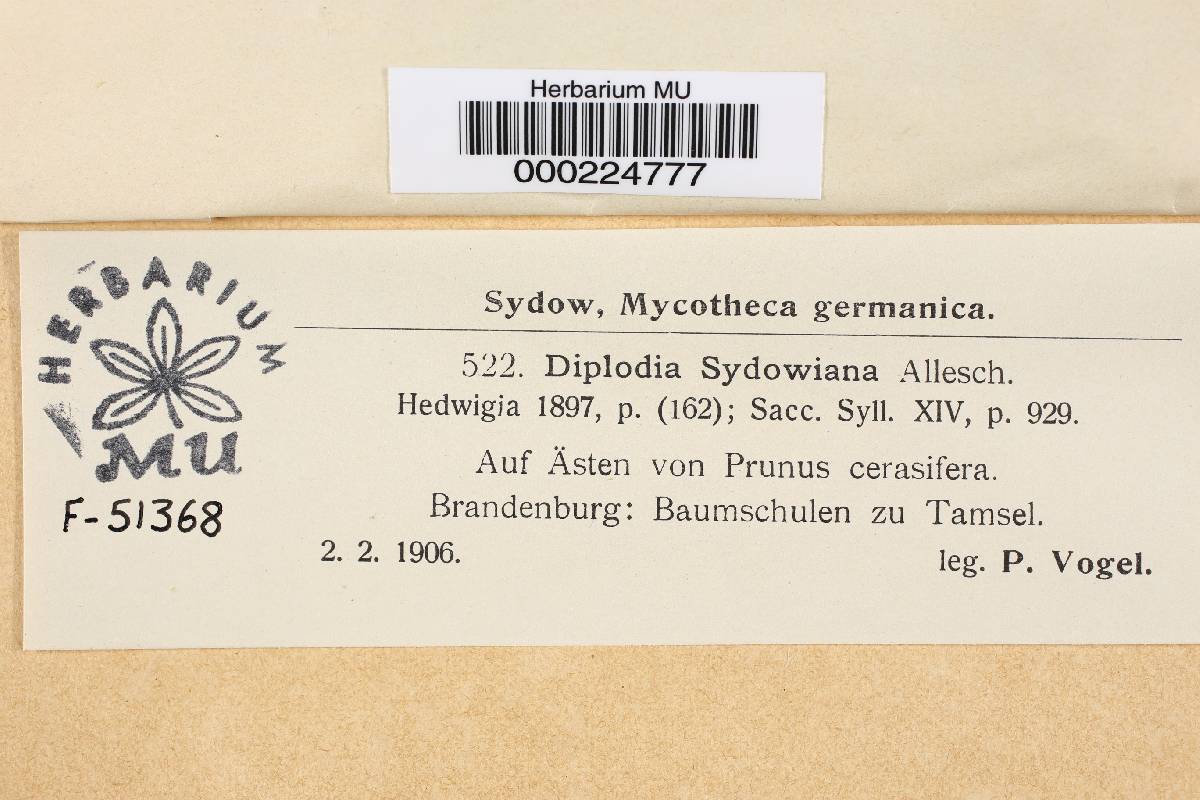 Herbarium MU
000224777
HERBARIUM
MU
F-51368
Sydow, Mycotheca germanica.
522. Diplodia Sydowiana Allesch.
Hedwigia 1897, p. (162); Sacc. Syll. XIV, p. 929.
Auf Ästen von Prunus cerasifera.
Brandenburg: Baumschulen zu Tamsel.
2. 2. 1906. leg. P. Vogel.